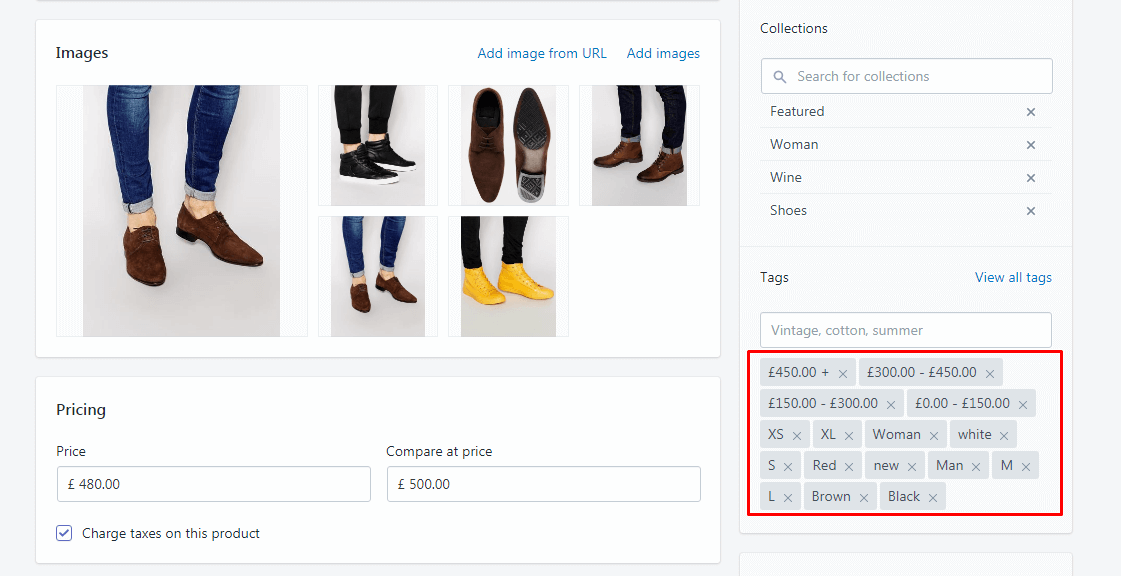 Images
Add image from URL Add images
Pricing
Price Compare at price
£ 480.00 £ 500.00
Charge taxes on this product
Collections
Search for collections
Featured ×
Woman ×
Wine ×
Shoes ×
Tags View all tags
Vintage, cotton, summer
£450.00 + × £300.00 - £450.00 ×
£150.00 - £300.00 × £0.00 - £150.00 ×
XS × XL × Woman × white ×
S × Red × new × Man × M ×
L × Brown × Black ×